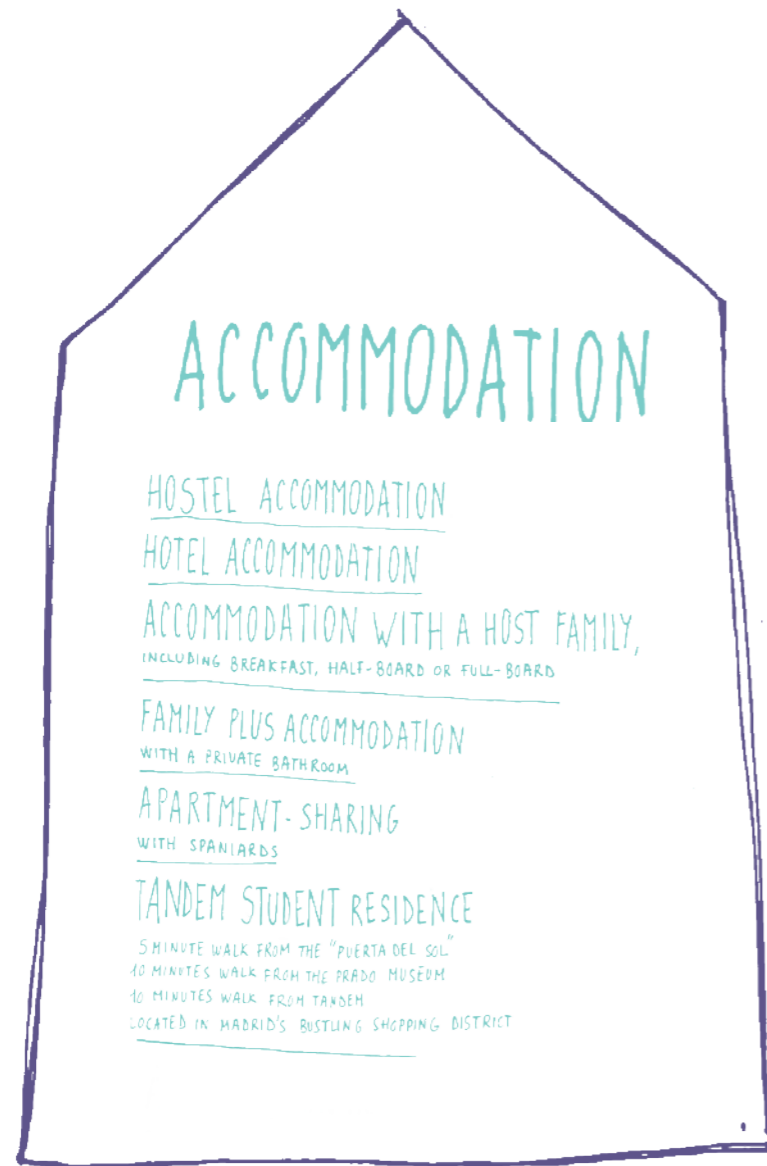 ACCOMMODATION
HOSTEL ACCOMMODATION
HOTEL ACCOMMODATION
ACCOMMODATION WITH A HOST FAMILY,
INCLUDING BREAKFAST, HALF-BOARD OR FULL-BOARD
FAMILY PLUS ACCOMMODATION
WITH A PRIVATE BATHROOM
APARTMENT-SHARING
WITH SPANIARDS
TANDEM STUDENT RESIDENCE
5 MINUTE WALK FROM THE "PUERTA DEL SOL"
10 MINUTES WALK FROM THE PRADO MUSEUM
10 MINUTES WALK FROM TANDEM
LOCATED IN MADRID'S BUSTLING SHOPPING DISTRICT